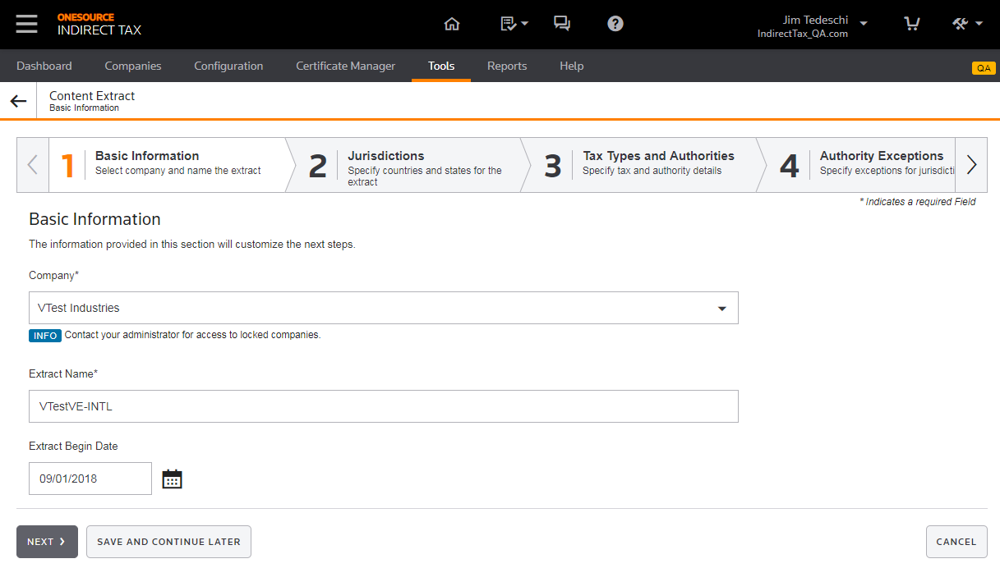 ONESOURCE
INDIRECT TAX
Jim Tedeschi
IndirectTax_QA.com
Dashboard Companies Configuration Certificate Manager Tools Reports Help
QA
Content Extract
Basic Information
1 Basic Information
Select company and name the extract
2 Jurisdictions
Specify countries and states for the
extract
3 Tax Types and Authorities
Specify tax and authority details
4 Authority Exceptions
Specify exceptions for jurisdicti
* Indicates a required Field
Basic Information
The information provided in this section will customize the next steps.
Company*
VTest Industries
INFO Contact your administrator for access to locked companies.
Extract Name*
VTestVE-INTL
Extract Begin Date
09/01/2018
NEXT SAVE AND CONTINUE LATER CANCEL